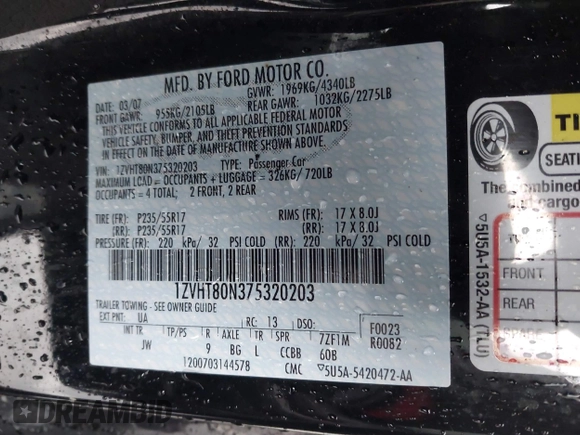 MFD. BY FORD MOTOR CO.
DATE: 03/07 GVWR: 1969KG/4340LB
FRONT GAWR: 955KG/2105LB REAR GAWR: 1032KG/2275LB
THIS VEHICLE CONFORMS TO ALL APPLICABLE FEDERAL MOTOR
VEHICLE SAFETY, BUMPER, AND THEFT PREVENTION STANDARDS
IN EFFECT ON THE DATE OF MANUFACTURE SHOWN ABOVE.
VIN: 1ZVHT80N375320203 TYPE: Passenger Car
MAXIMUM LOAD = OCCUPANTS + LUGGAGE = 326KG/ 720LB
OCCUPANTS = 4 TOTAL: 2 FRONT, 2 REAR
TIRE (FR): P235/55R17 RIMS (FR): 17 X 8.0J
(RR): P235/55R17 (RR): 17 X 8.0J
PRESSURE (FR): 220 kPa/ 32 PSI COLD (RR): 220 kPa/ 32 PSI COLD
1ZVHT80N375320203
TRAILER TOWING - SEE OWNER GUIDE
EXT PNT: UA RC: 13 DSO: F0023
INT TR TP/PS R AXLE TR SPR 7ZF1M R0082
JW 9 BG L CCBB 60B
1200703144578 CMC ▽5U5A-5420472-AA
TI
SEATI
The combined
FRONT
REAR
▽5U5A-1532-AA (TLU)
DREAMBID